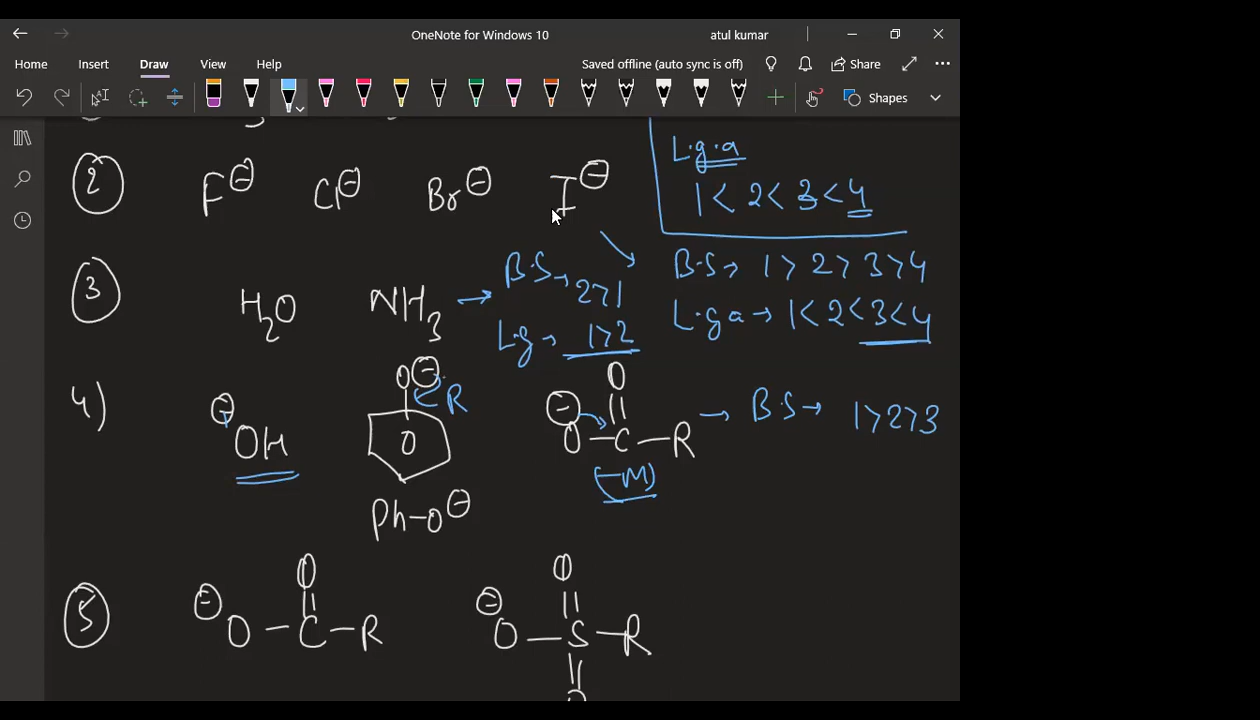 OneNote for Windows 10
atul kumar
Home Insert Draw View Help
Saved offline (auto sync is off)
Share
Shapes
L.g.a
1 < 2 < 3 < 4
② F⊖ Cl⊖ Br⊖ I⊖
B.S → 1 > 2 > 3 > 4
L.g a → 1 < 2 < 3 < 4
③ H₂O NH₃ → B.S → 2 > 1
L.g → 1 > 2
4) ⊖OH O⊖ O R
⊖O — C — R O → B.S → 1 > 2 > 3
(-M)
Ph-O⊖
⑤ ⊖O — C — R O
⊖O — S — R O O